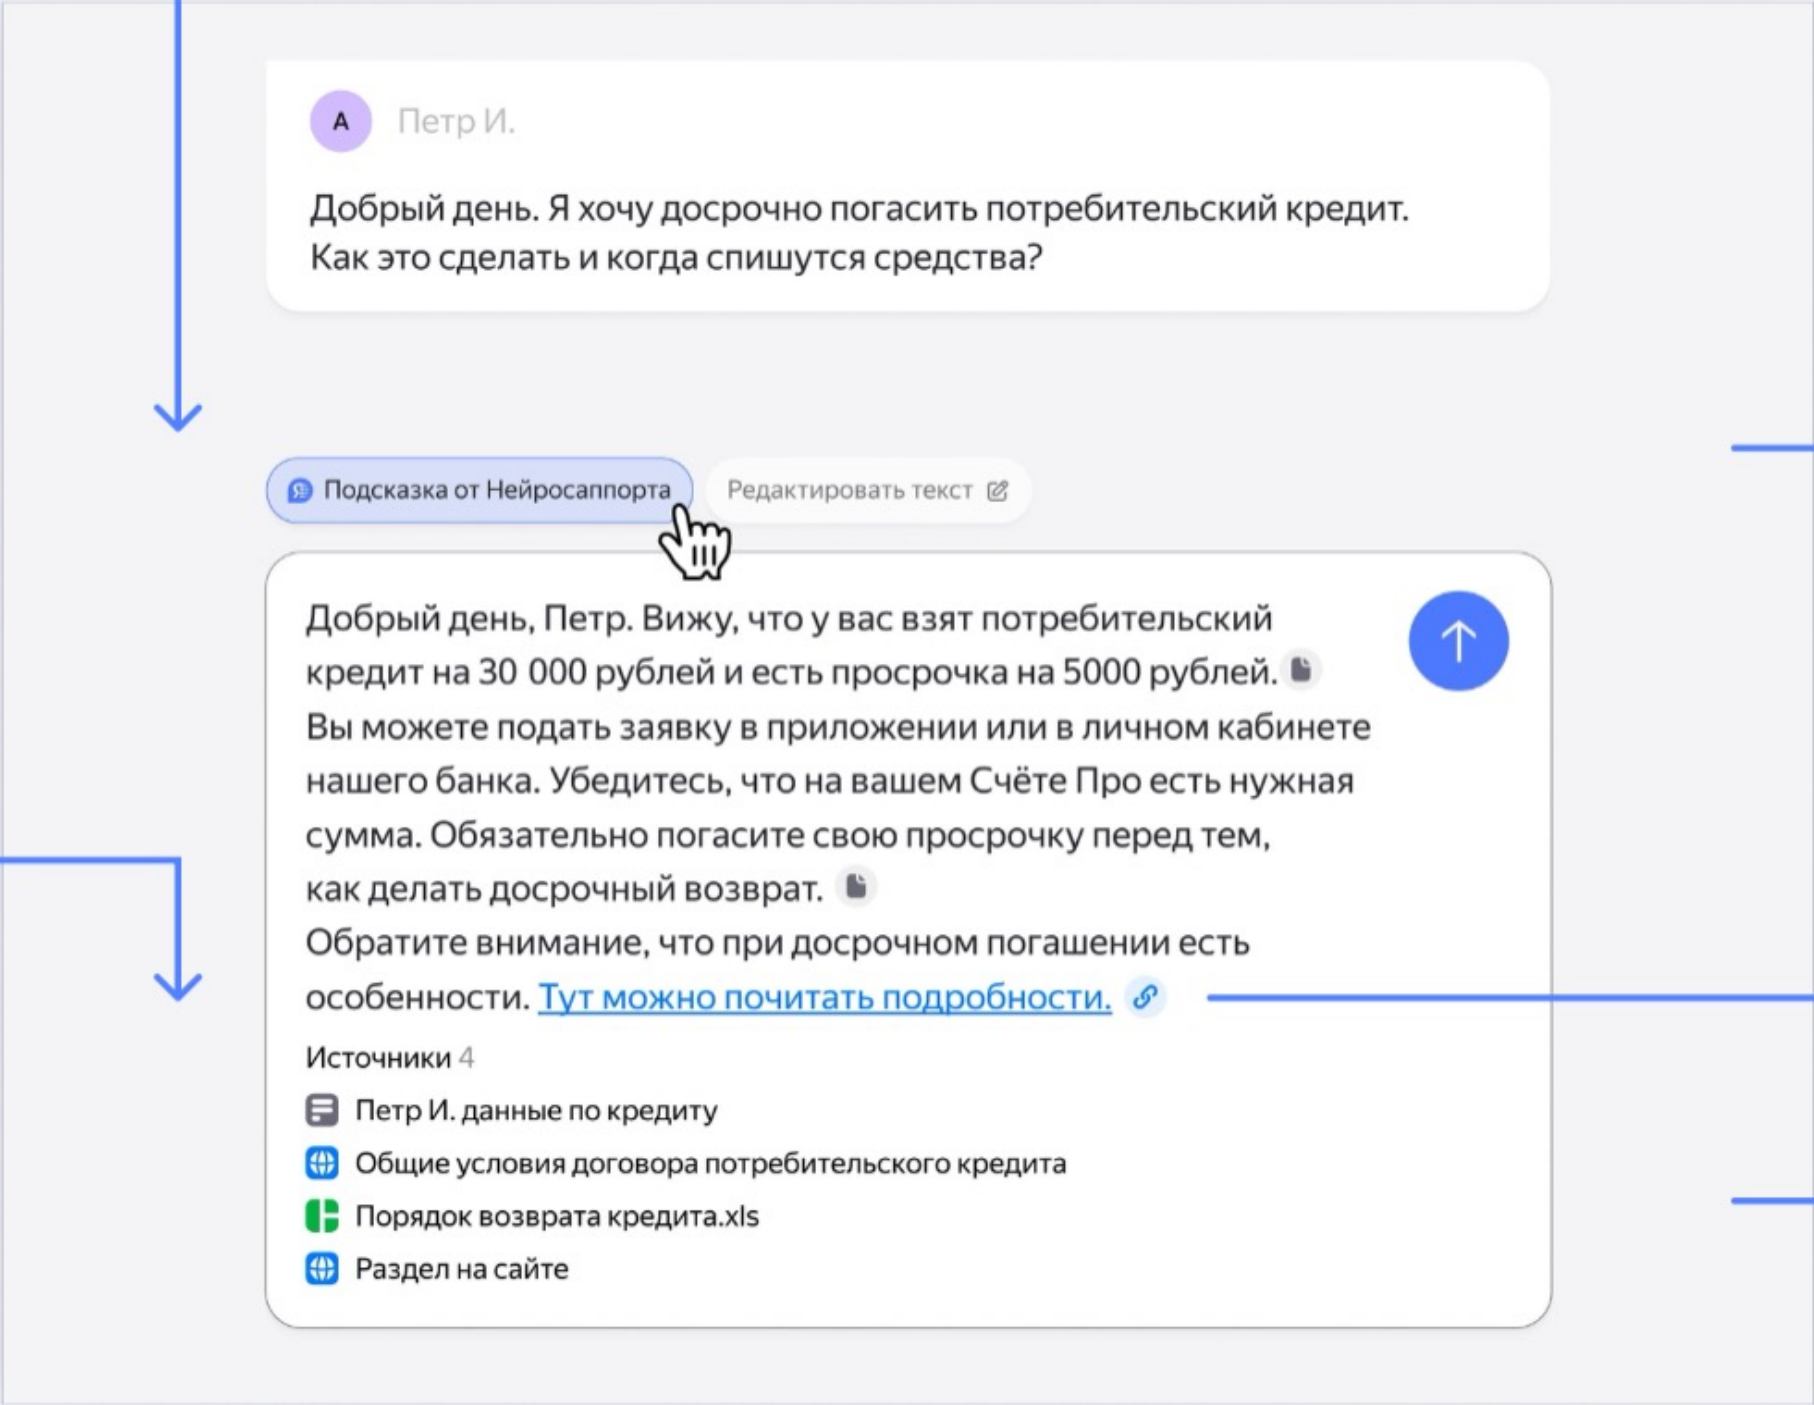 A
Петр И.
Добрый день. Я хочу досрочно погасить потребительский кредит.
Как это сделать и когда спишутся средства?
Подсказка от Нейросаппорта
Редактировать текст
Добрый день, Петр. Вижу, что у вас взят потребительский
кредит на 30 000 рублей и есть просрочка на 5000 рублей.
Вы можете подать заявку в приложении или в личном кабинете
нашего банка. Убедитесь, что на вашем Счёте Про есть нужная
сумма. Обязательно погасите свою просрочку перед тем,
как делать досрочный возврат.
Обратите внимание, что при досрочном погашении есть
особенности. Тут можно почитать подробности.
Источники 4
Петр И. данные по кредиту
Общие условия договора потребительского кредита
Порядок возврата кредита.xls
Раздел на сайте